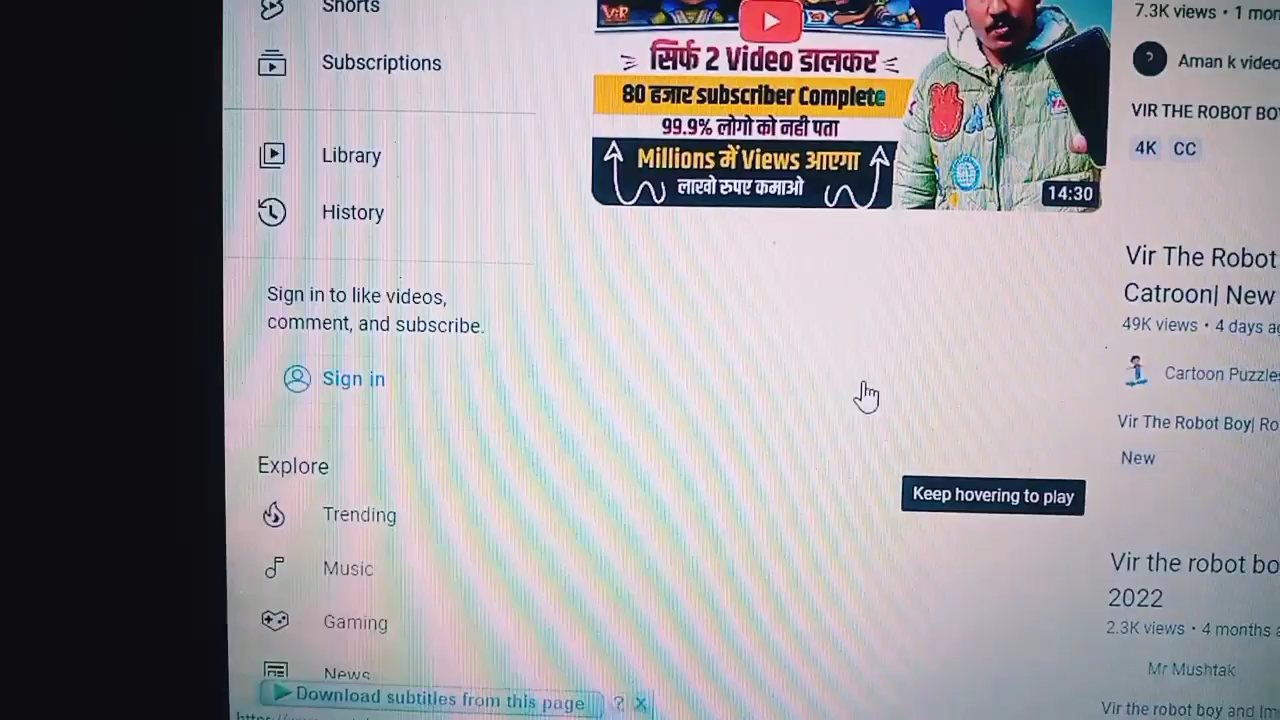 Shorts
Subscriptions
Library
History
Sign in to like videos,
comment, and subscribe.
Sign in
Explore
Trending
Music
Gaming
News
Download subtitles from this page ? X
ViR
सिर्फ 2 Video डालकर
80 हजार subscriber Complete
99.9% लोगो को नही पता
Millions में Views आएगा
लाखो रुपए कमाओ
14:30
Keep hovering to play
7.3K views • 1 mon
Aman k video
VIR THE ROBOT BO
4K CC
Vir The Robot
Catroon| New
49K views • 4 days ag
Cartoon Puzzle
Vir The Robot Boy| Ro
New
Vir the robot bo
2022
2.3K views • 4 months a
Mr Mushtak
Vir the robot boy and Im